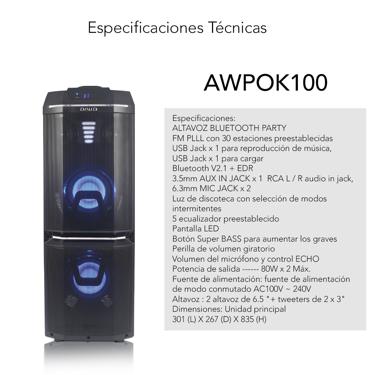 Especificaciones Técnicas
AWPOK100
Especificaciones:
ALTAVOZ BLUETOOTH PARTY
FM PLLL con 30 estaciones preestablecidas
USB Jack x 1 para reproducción de música,
USB Jack x 1 para cargar
Bluetooth V2.1 + EDR
3.5mm AUX IN JACK x 1  RCA L / R audio in jack,
6.3mm MIC JACK x 2
Luz de discoteca con selección de modos
intermitentes
5 ecualizador preestablecido
Pantalla LED
Botón Super BASS para aumentar los graves
Perilla de volumen giratorio
Volumen del micrófono y control ECHO
Potencia de salida ------ 80W x 2 Máx.
Fuente de alimentación: fuente de alimentación
de modo conmutado AC100V ~ 240V
Altavoz : 2 altavoz de 6.5 "+ tweeters de 2 x 3"
Dimensiones: Unidad principal
301 (L) X 267 (D) X 835 (H)